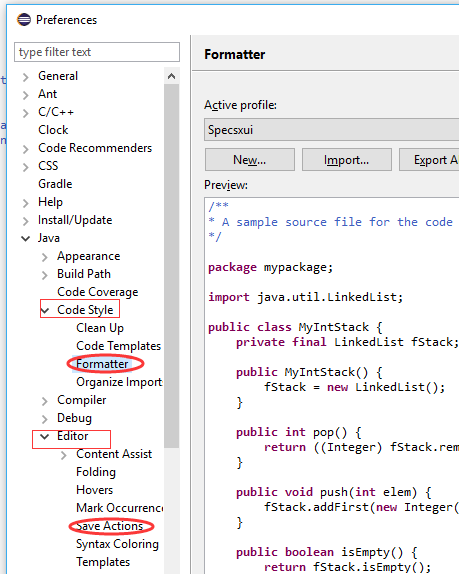 Preferences
type filter text
General
Ant
C/C++
Clock
Code Recommenders
CSS
Gradle
Help
Install/Update
Java
Appearance
Build Path
Code Coverage
Code Style
Clean Up
Code Templates
Formatter
Organize Import
Compiler
Debug
Editor
Content Assist
Folding
Hovers
Mark Occurrenc
Save Actions
Syntax Coloring
Templates
Formatter
Active profile:
Specsxui
New...
Import...
Export A
Preview:
/**
* A sample source file for the code
*/
package mypackage;
import java.util.LinkedList;
public class MyIntStack {
private final LinkedList fStack;
public MyIntStack() {
fStack = new LinkedList();
}
public int pop() {
return ((Integer) fStack.rem
}
public void push(int elem) {
fStack.addFirst(new Integer(
}
public boolean isEmpty() {
return fStack.isEmpty();